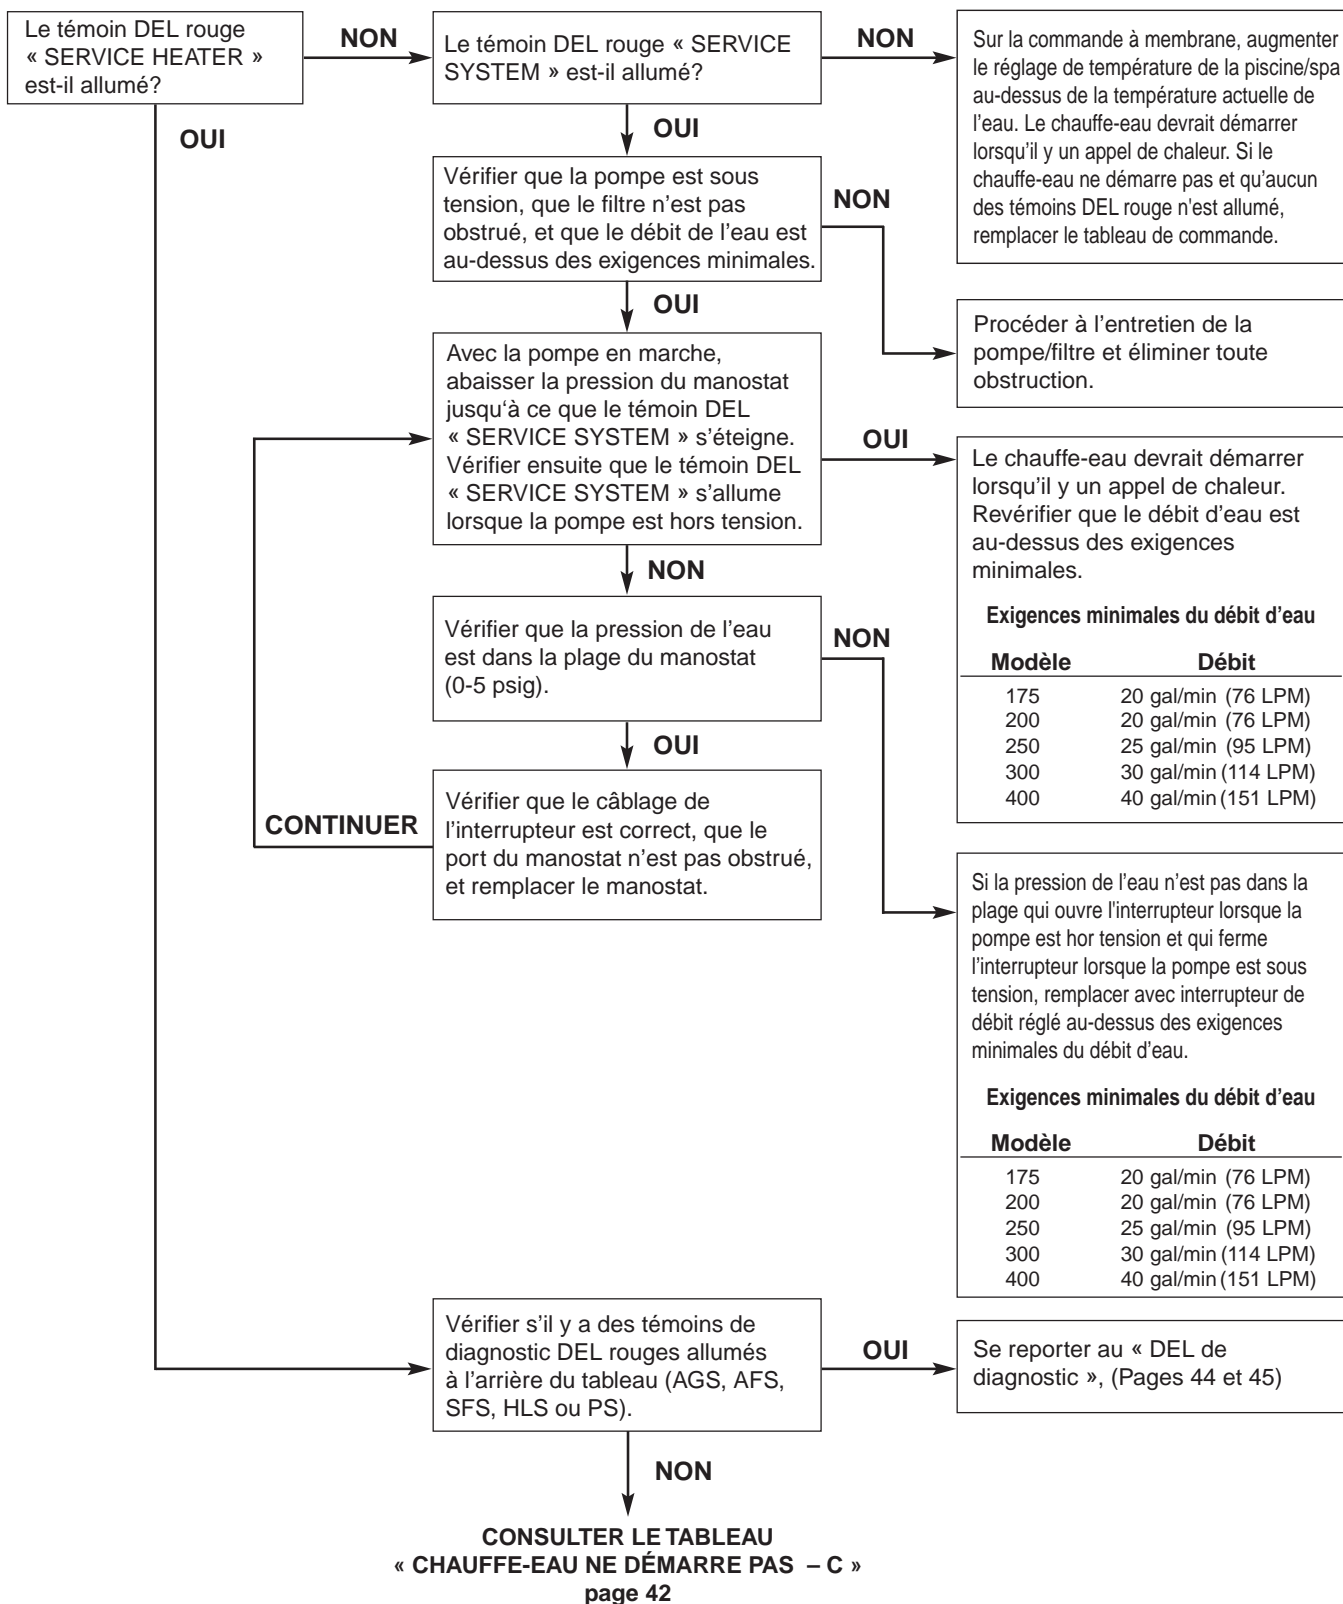 Le témoin DEL rouge
« SERVICE HEATER »
est-il allumé?
NON
Le témoin DEL rouge « SERVICE
SYSTEM » est-il allumé?
NON
Sur la commande à membrane, augmenter
le réglage de température de la piscine/spa
au-dessus de la température actuelle de
l’eau. Le chauffe-eau devrait démarrer
lorsqu’il y un appel de chaleur. Si le
chauffe-eau ne démarre pas et qu’aucun
des témoins DEL rouge n'est allumé,
remplacer le tableau de commande.
OUI
OUI
Vérifier que la pompe est sous
tension, que le filtre n’est pas
obstrué, et que le débit de l’eau est
au-dessus des exigences minimales.
NON
Procéder à l’entretien de la
pompe/filtre et éliminer toute
obstruction.
OUI
Avec la pompe en marche,
abaisser la pression du manostat
jusqu‘à ce que le témoin DEL
« SERVICE SYSTEM » s’éteigne.
Vérifier ensuite que le témoin DEL
« SERVICE SYSTEM » s’allume
lorsque la pompe est hors tension.
OUI
Le chauffe-eau devrait démarrer
lorsqu’il y un appel de chaleur.
Revérifier que le débit d’eau est
au-dessus des exigences
minimales.
Exigences minimales du débit d’eau
Modèle Débit
175 20 gal/min (76 LPM)
200 20 gal/min (76 LPM)
250 25 gal/min (95 LPM)
300 30 gal/min (114 LPM)
400 40 gal/min (151 LPM)
NON
Vérifier que la pression de l’eau
est dans la plage du manostat
(0-5 psig).
NON
OUI
Vérifier que le câblage de
l’interrupteur est correct, que le
port du manostat n’est pas obstrué,
et remplacer le manostat.
CONTINUER
Si la pression de l’eau n’est pas dans la
plage qui ouvre l'interrupteur lorsque la
pompe est hor tension et qui ferme
l’interrupteur lorsque la pompe est sous
tension, remplacer avec interrupteur de
débit réglé au-dessus des exigences
minimales du débit d’eau.
Exigences minimales du débit d’eau
Modèle Débit
175 20 gal/min (76 LPM)
200 20 gal/min (76 LPM)
250 25 gal/min (95 LPM)
300 30 gal/min (114 LPM)
400 40 gal/min (151 LPM)
Vérifier s’il y a des témoins de
diagnostic DEL rouges allumés
à l’arrière du tableau (AGS, AFS,
SFS, HLS ou PS).
OUI
Se reporter au « DEL de
diagnostic », (Pages 44 et 45)
NON
CONSULTER LE TABLEAU
« CHAUFFE-EAU NE DÉMARRE PAS – C »
page 42